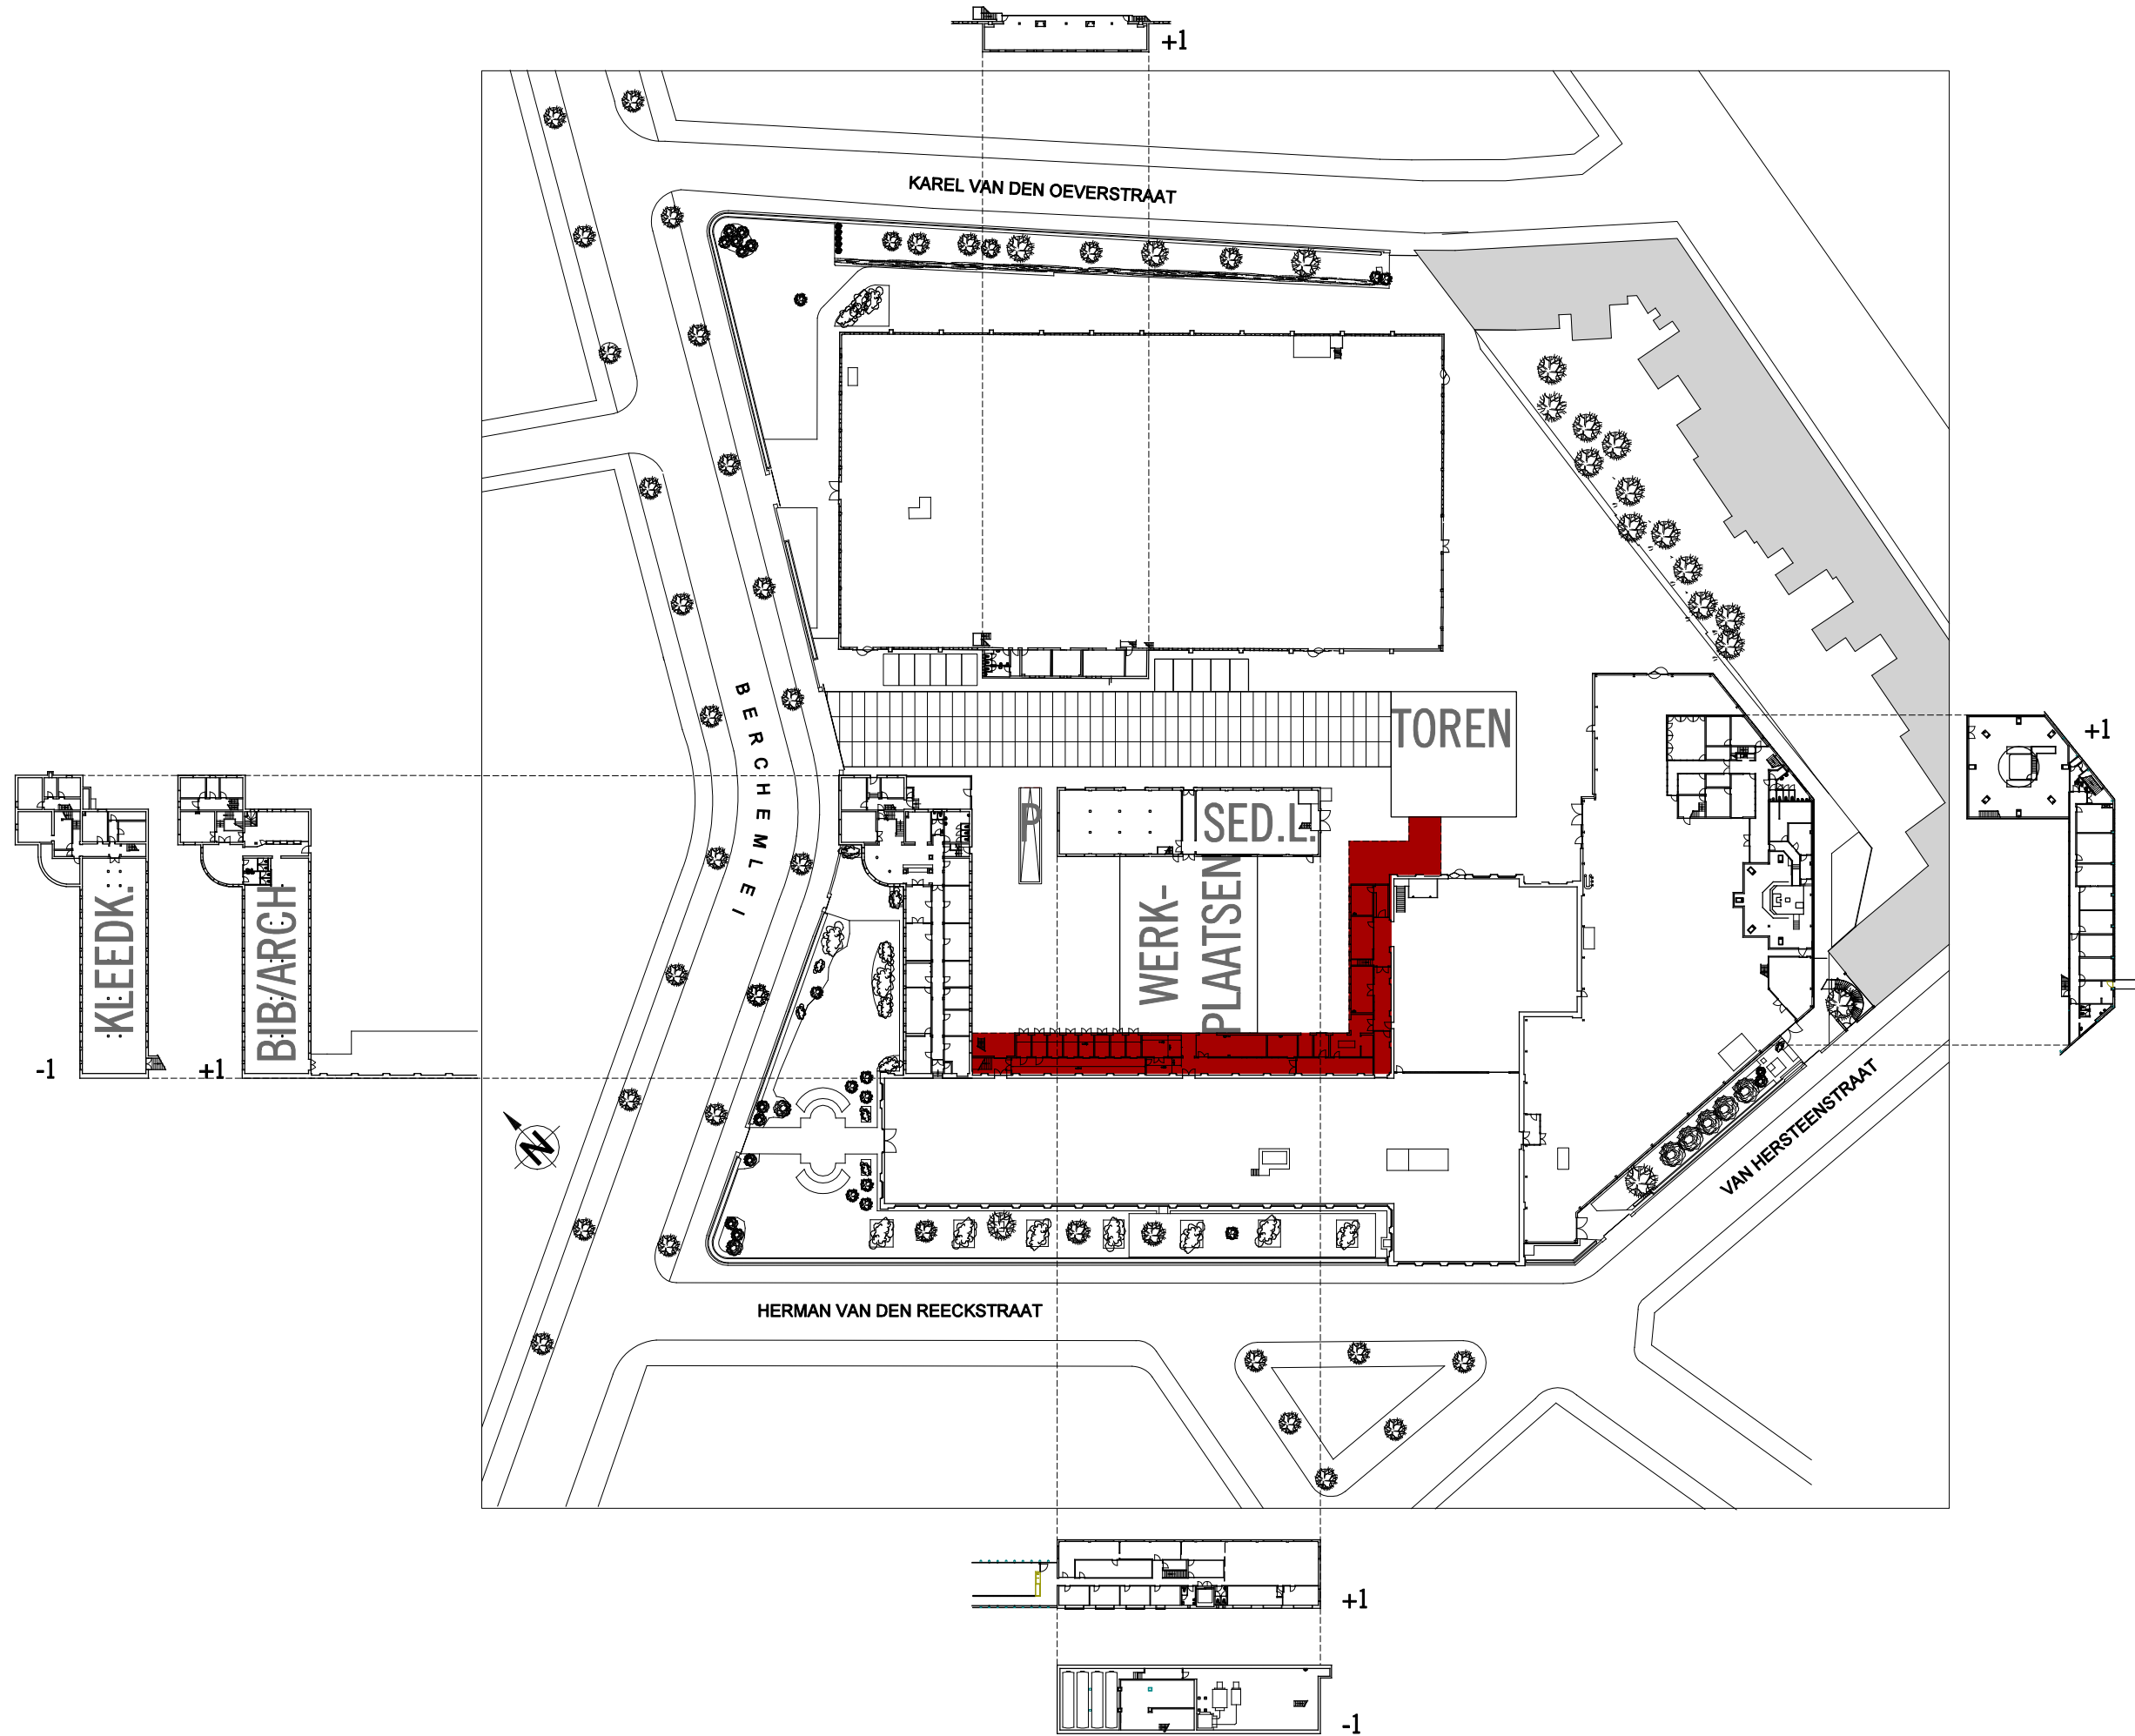 +1
KAREL VAN DEN OEVERSTRAAT
BERCHEMLEI
TOREN
+1
P
SED.L.
WERK-
PLAATSEN
KLEEDK.
BIB/ARCH
-1
+1
N
VAN HERSTEENSTRAAT
HERMAN VAN DEN REECKSTRAAT
+1
-1